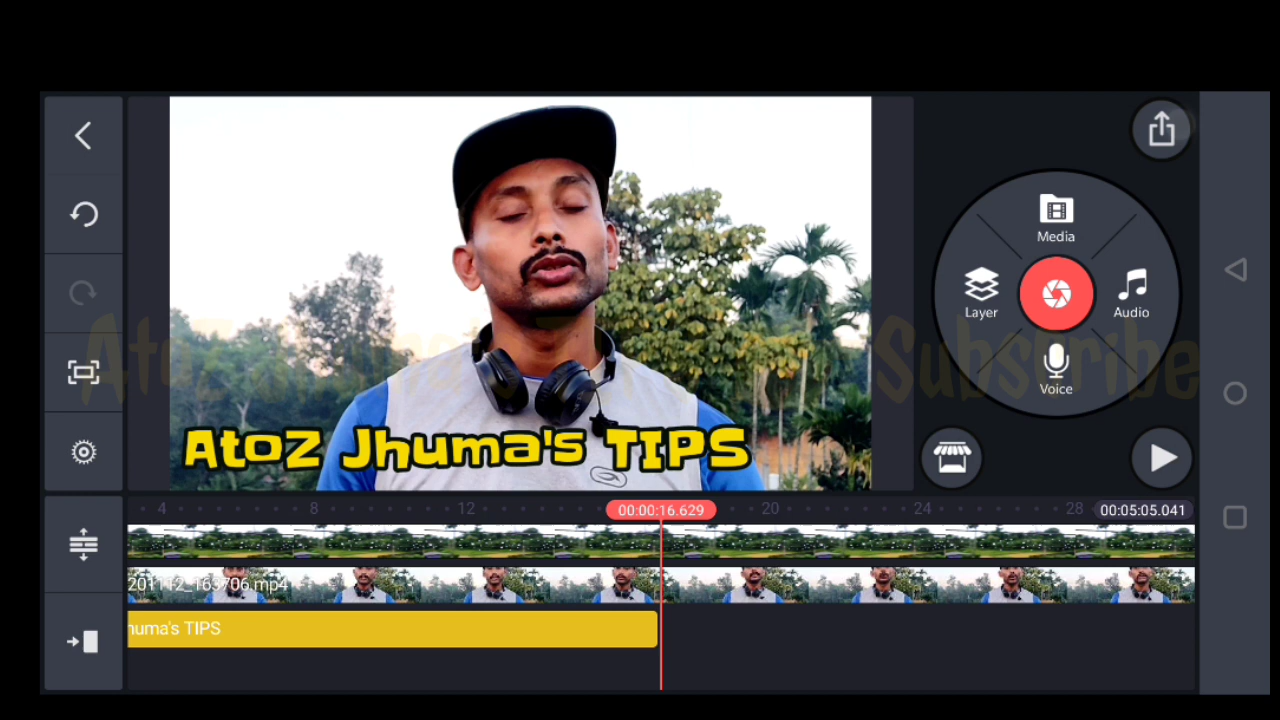 Media
Layer
Audio
Voice
AtoZ Jhuma's TIPS
Subscribe
4 8 12 00:00:16.629 20 24 28 00:05:05.041
201112_163706.mp4
huma's TIPS